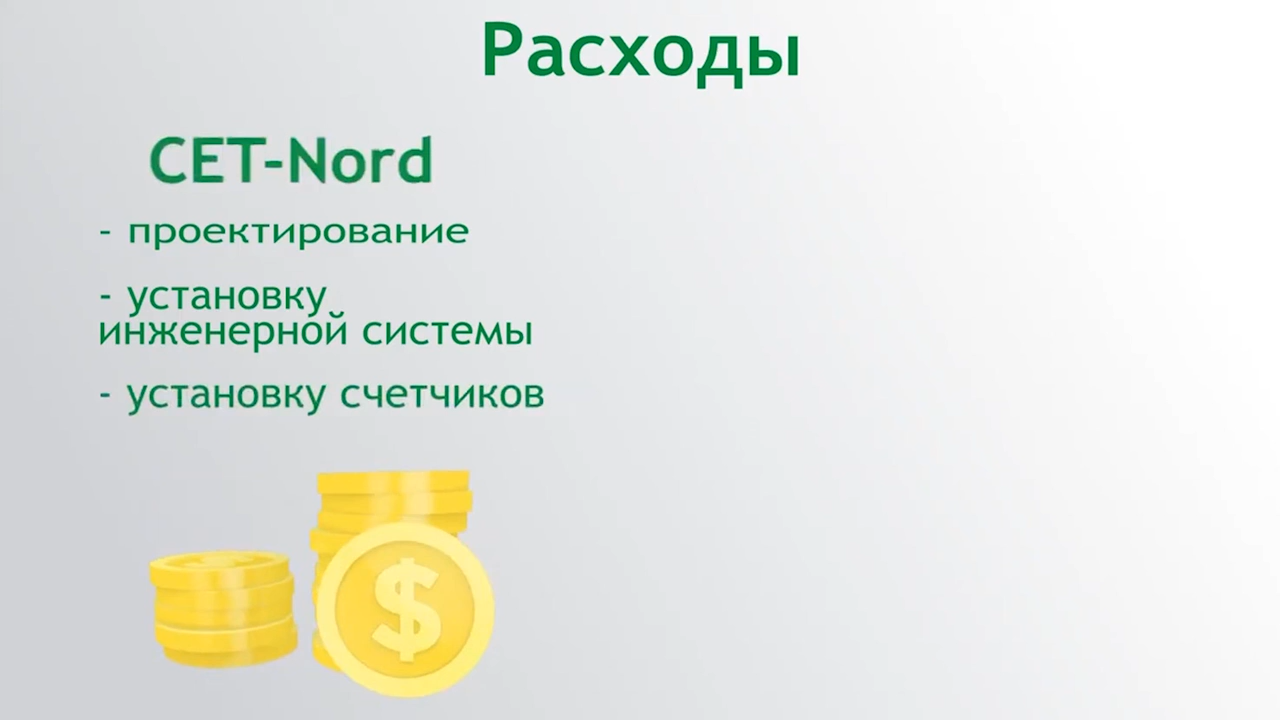 Расходы
CET-Nord
- проектирование
- установку
инженерной системы
- установку счетчиков
$